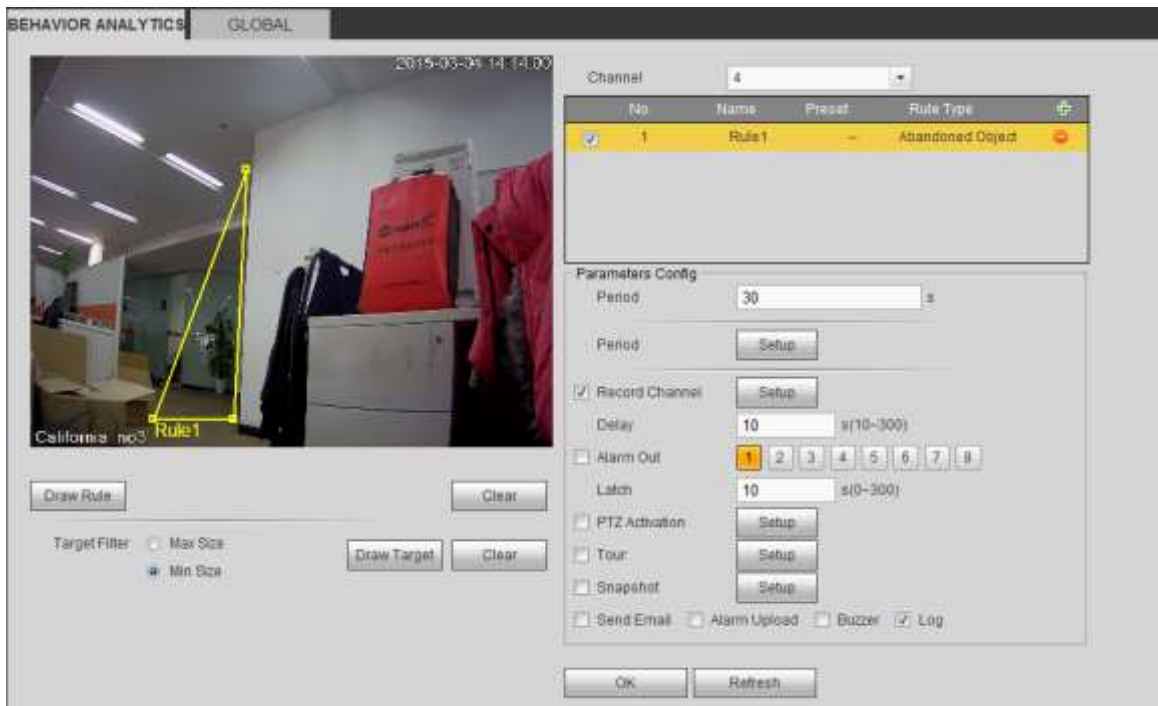 BEHAVIOR ANALYTICS GLOBAL
2015-03-04 14:14:00
Rule1
California no3
Draw Rule Clear
Target Filter Max Size
Min Size
Draw Target Clear
Channel 4
No. Name Preset Rule Type
1 Rule1 -- Abandoned Object
Parameters Config
Period 30 s
Period Setup
Record Channel Setup
Delay 10 s(10~300)
Alarm Out 1 2 3 4 5 6 7 8
Latch 10 s(0~300)
PTZ Activation Setup
Tour Setup
Snapshot Setup
Send Email Alarm Upload Buzzer Log
OK Refresh